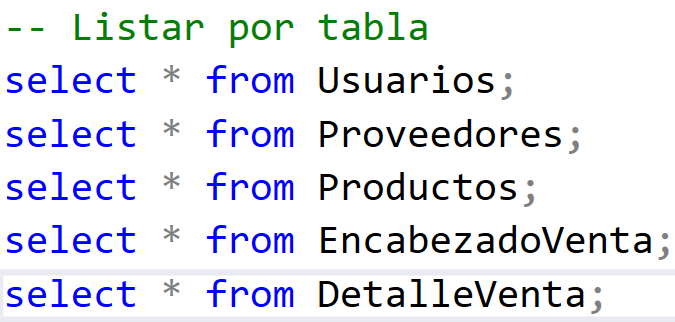 -- Listar por tabla
select * from Usuarios;
select * from Proveedores;
select * from Productos;
select * from EncabezadoVenta;
select * from DetalleVenta;